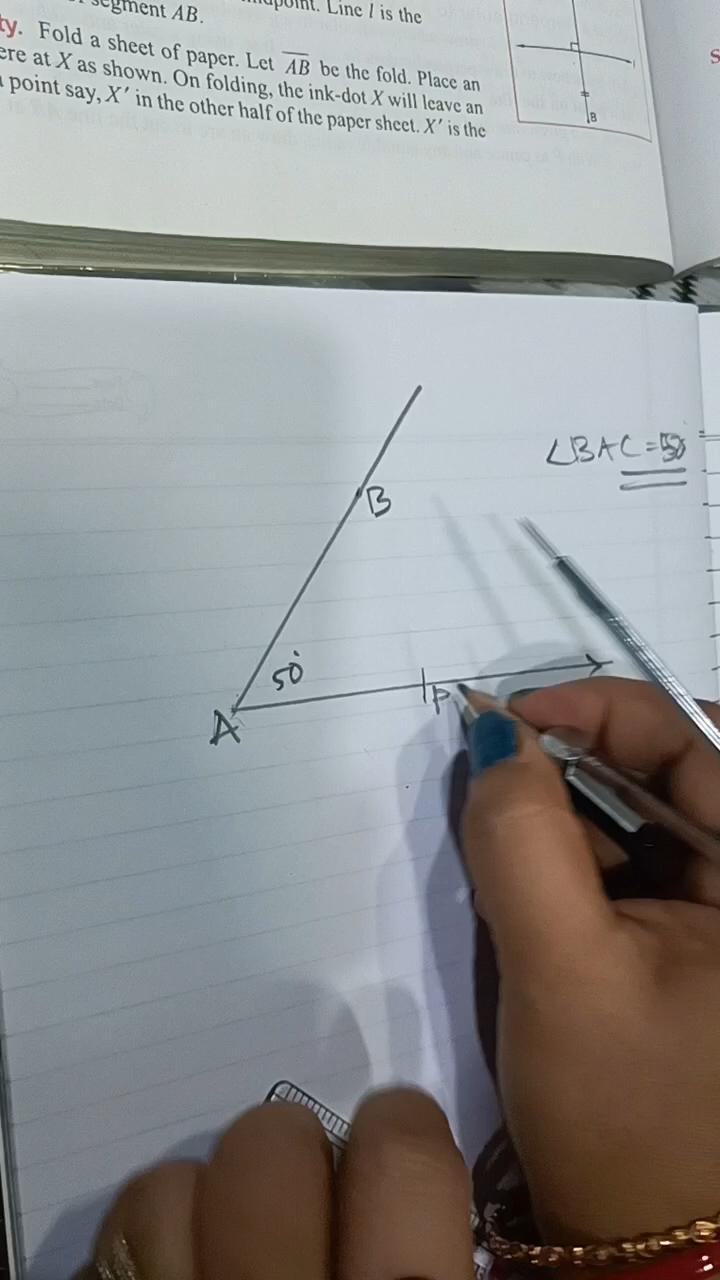 segment AB.
Line l is the
ty. Fold a sheet of paper. Let AB be the fold. Place an
ere at X as shown. On folding, the ink-dot X will leave an
point say, X′ in the other half of the paper sheet. X′ is the
B
∠BAC=50
B
50°
P
A